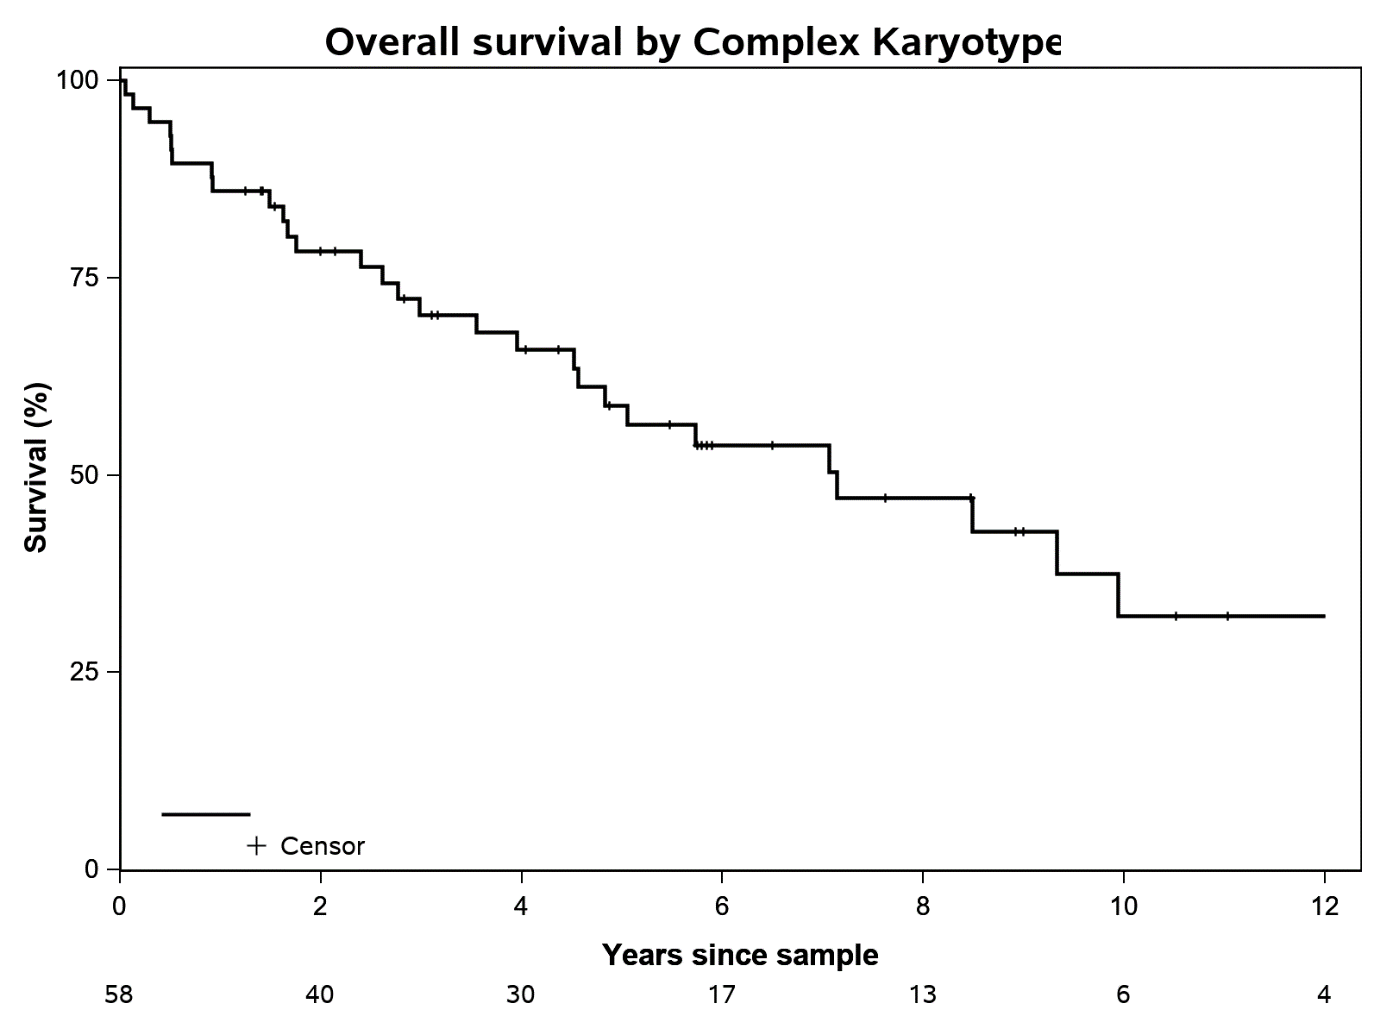 Overall survival by Complex Karyotype
100
75
50
25
0
Survival (%)
+ Censor
0 2 4 6 8 10 12
Years since sample
58 40 30 17 13 6 4